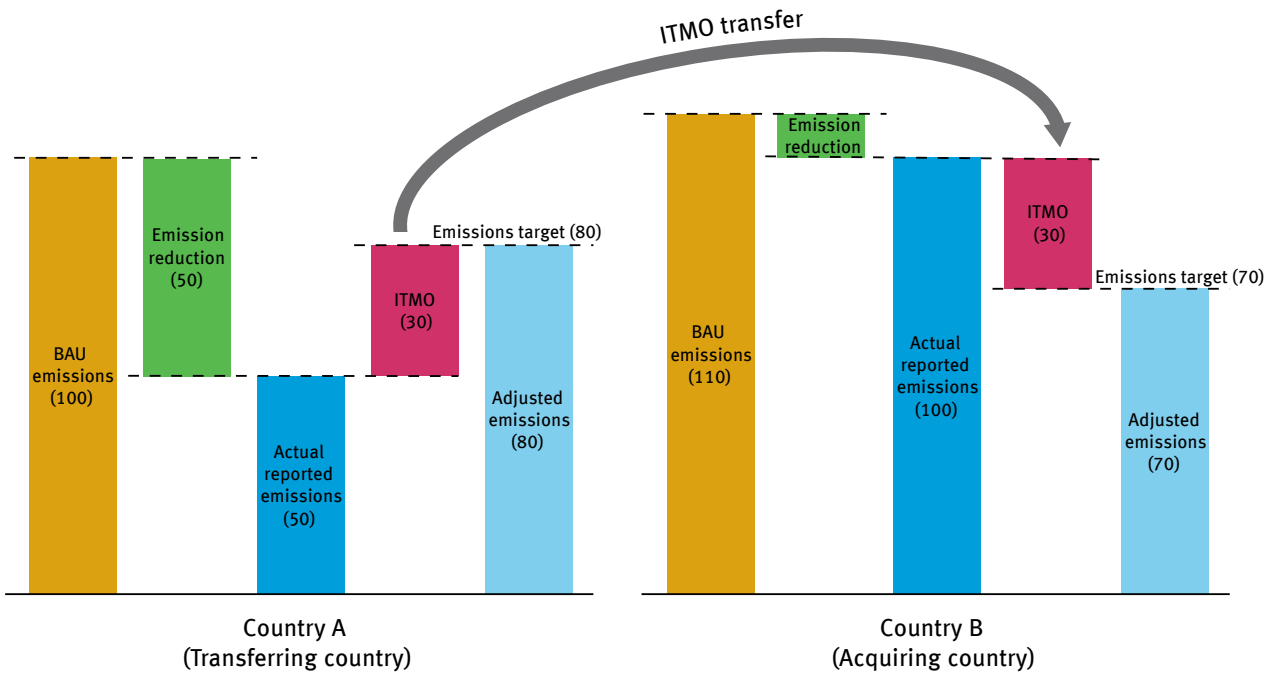 ITMO transfer
BAU
emissions
(100)
Emission
reduction
(50)
Actual
reported
emissions
(50)
ITMO
(30)
Emissions target (80)
Adjusted
emissions
(80)
Country A
(Transferring country)
BAU
emissions
(110)
Emission
reduction
Actual
reported
emissions
(100)
ITMO
(30)
Emissions target (70)
Adjusted
emissions
(70)
Country B
(Acquiring country)